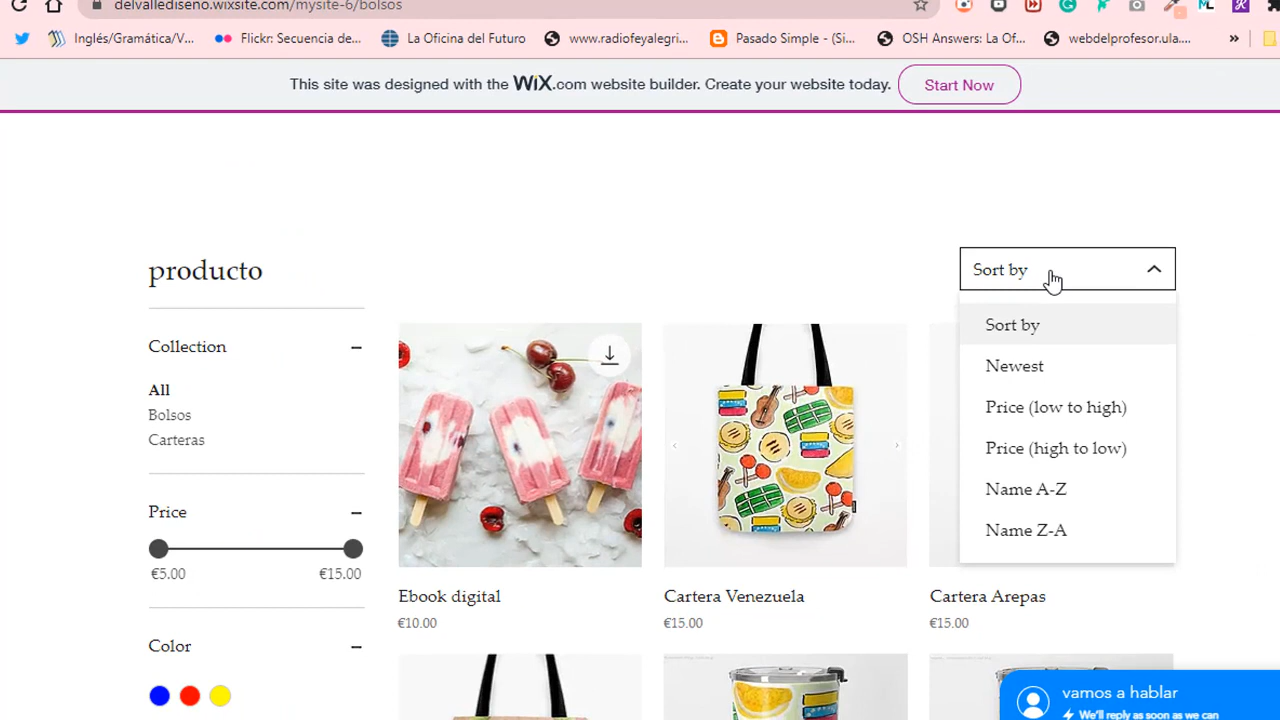 delvallediseno.wixsite.com/mysite-6/bolsos
Inglés/Gramática/V... Flickr: Secuencia de... La Oficina del Futuro www.radiofeyalegri... Pasado Simple - (Si... OSH Answers: La Of... webdelprofesor.ula.... »
This site was designed with the WiX.com website builder. Create your website today. Start Now
producto
Sort by
Sort by
Newest
Price (low to high)
Price (high to low)
Name A-Z
Name Z-A
Collection
All
Bolsos
Carteras
Price
€5.00 €15.00
Color
Ebook digital
€10.00
Cartera Venezuela
€15.00
Cartera Arepas
€15.00
vamos a hablar
We'll reply as soon as we can